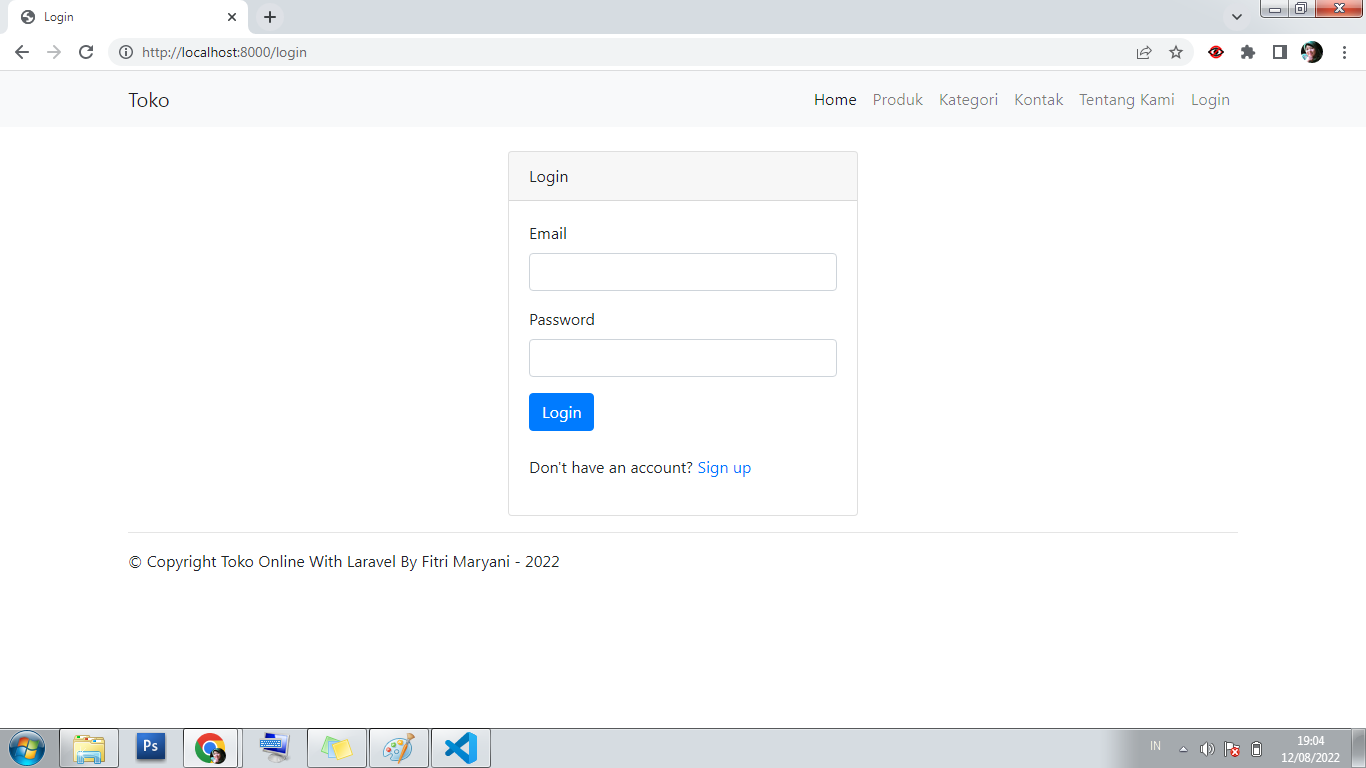 Login
http://localhost:8000/login
Toko
Home Produk Kategori Kontak Tentang Kami Login
Login
Email
Password
Login
Don't have an account? Sign up
© Copyright Toko Online With Laravel By Fitri Maryani - 2022
Ps
IN
19:04
12/08/2022